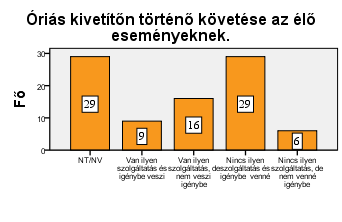 Óriás kivetítőn történő követése az élő
eseményeknek.
Fő
30
20
10
0
29
9
16
29
6
NT/NV
Van ilyen
szolgáltatás és
igénybe veszi
Van ilyen
szolgáltatás, de
nem veszi
igénybe
Nincs ilyen
szolgáltatás és
igénybe venné
Nincs ilyen
szolgáltatás, de
nem venné
igénybe